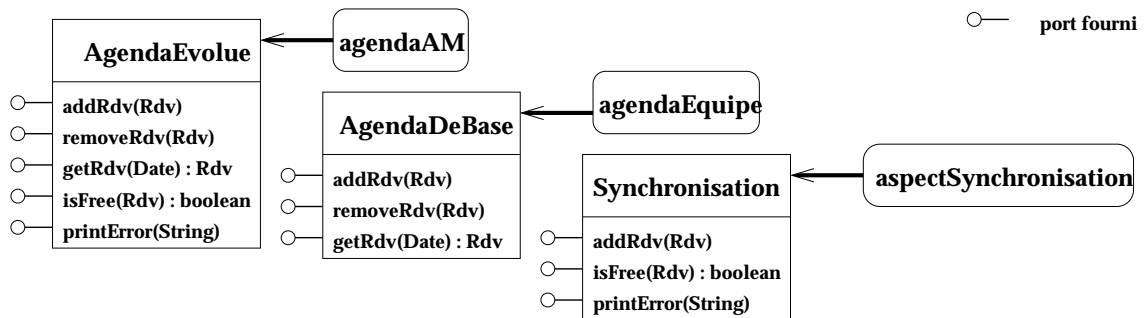 AgendaEvolue
addRdv(Rdv)
removeRdv(Rdv)
getRdv(Date) : Rdv
isFree(Rdv) : boolean
printError(String)
agendaAM
AgendaDeBase
addRdv(Rdv)
removeRdv(Rdv)
getRdv(Date) : Rdv
agendaEquipe
Synchronisation
addRdv(Rdv)
isFree(Rdv) : boolean
printError(String)
aspectSynchronisation
port fourni